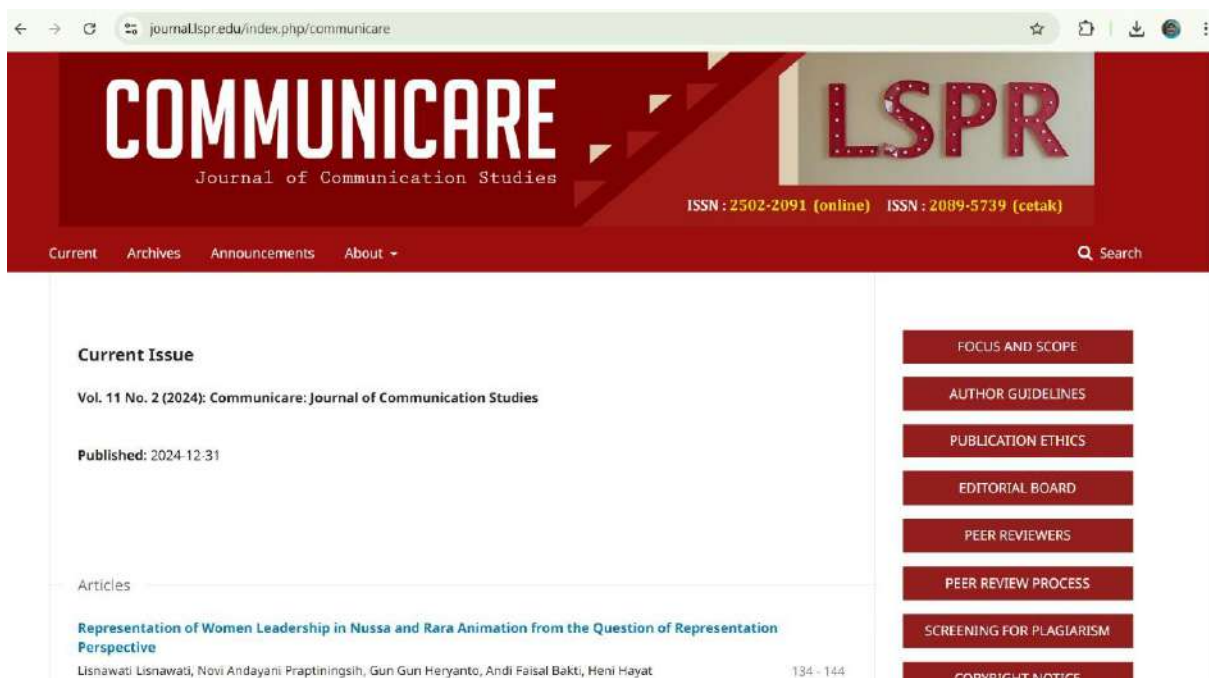 journal.lspr.edu/index.php/communicare
COMMUNICARE
Journal of Communication Studies
LSPR
ISSN : 2502-2091 (online) ISSN : 2089-5739 (cetak)
Current Archives Announcements About Search
Current Issue
Vol. 11 No. 2 (2024): Communicare: Journal of Communication Studies
Published: 2024-12-31
Articles
Representation of Women Leadership in Nussa and Rara Animation from the Question of Representation
Perspective
Lisnawati Lisnawati, Novi Andayani Praptiningsih, Gun Gun Heryanto, Andi Faisal Bakti, Heni Hayat 134 - 144
FOCUS AND SCOPE
AUTHOR GUIDELINES
PUBLICATION ETHICS
EDITORIAL BOARD
PEER REVIEWERS
PEER REVIEW PROCESS
SCREENING FOR PLAGIARISM
COPYRIGHT NOTICE